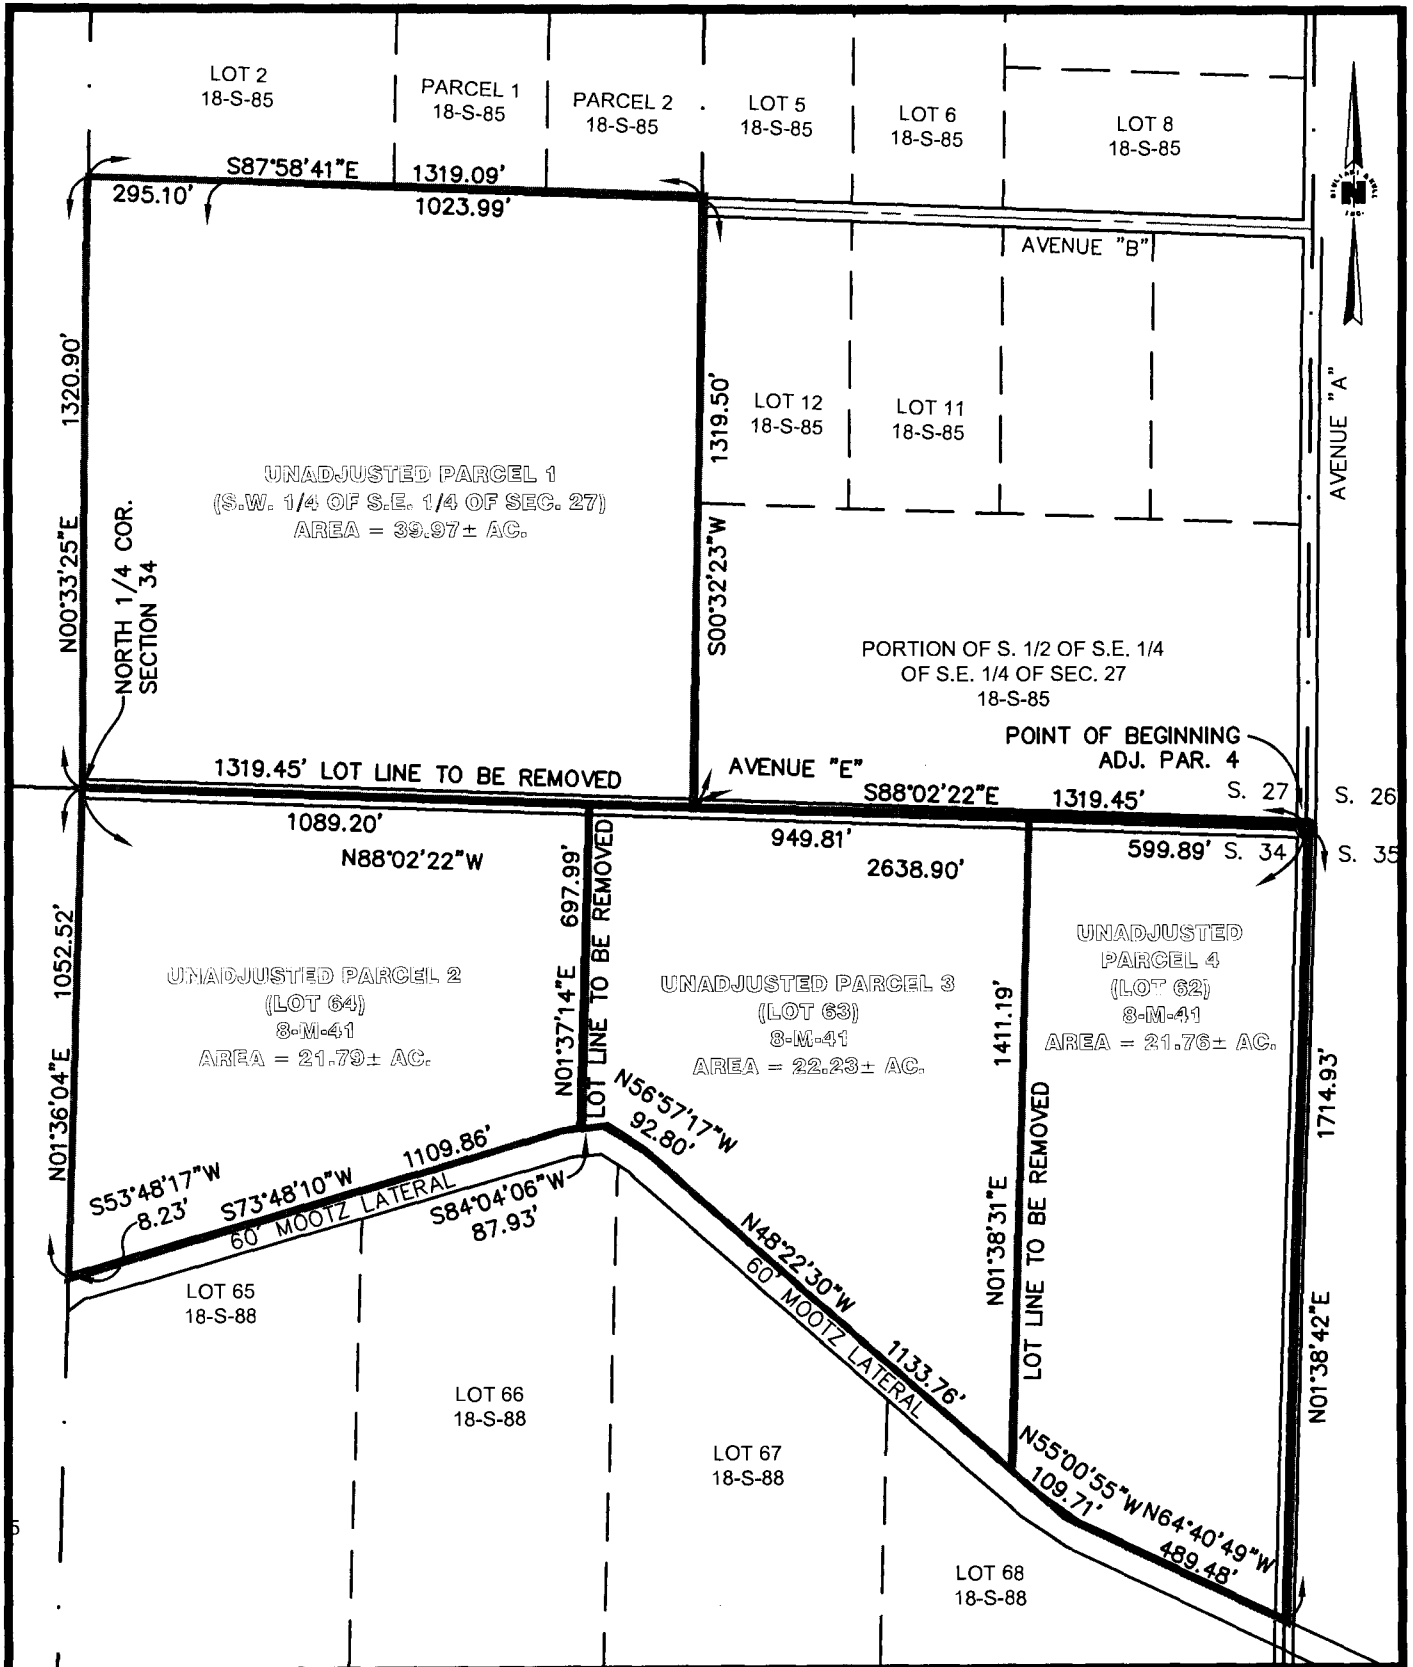 LOT 2
18-S-85
PARCEL 1
18-S-85
PARCEL 2
18-S-85
LOT 5
18-S-85
LOT 6
18-S-85
LOT 8
18-S-85
S87°58'41"E 1319.09'
295.10'
1023.99'
N
AVENUE "B"
AVENUE "A"
1320.90'
N00°33'25"E
1319.50'
S00°32'23"W
LOT 12
18-S-85
LOT 11
18-S-85
UNADJUSTED PARCEL 1
(S.W. 1/4 OF S.E. 1/4 OF SEC. 27)
AREA = 39.97± AC.
NORTH 1/4 COR.
SECTION 34
PORTION OF S. 1/2 OF S.E. 1/4
OF S.E. 1/4 OF SEC. 27
18-S-85
POINT OF BEGINNING
ADJ. PAR. 4
1319.45' LOT LINE TO BE REMOVED
AVENUE "E"
S88°02'22"E 1319.45'
S. 27
S. 26
1089.20'
949.81'
599.89'
S. 34
S. 35
N88°02'22"W
2638.90'
1052.52'
N01°36'04"E
697.99'
N01°37'14"E
LOT LINE TO BE REMOVED
UNADJUSTED PARCEL 2
(LOT 64)
8-M-41
AREA = 21.79± AC.
UNADJUSTED PARCEL 3
(LOT 63)
8-M-41
AREA = 22.23± AC.
UNADJUSTED
PARCEL 4
(LOT 62)
8-M-41
AREA = 21.76± AC.
1411.19'
N01°38'31"E
LOT LINE TO BE REMOVED
1714.93'
N01°38'42"E
N56°57'17"W
92.80'
S53°48'17"W
8.23'
S73°48'10"W 1109.86'
60' MOOTZ LATERAL
S84°04'06"W
87.93'
N48°22'30"W 1133.76'
60' MOOTZ LATERAL
LOT 65
18-S-88
LOT 66
18-S-88
LOT 67
18-S-88
N55°00'55"W
109.71'
N64°40'49"W
489.48'
LOT 68
18-S-88
5